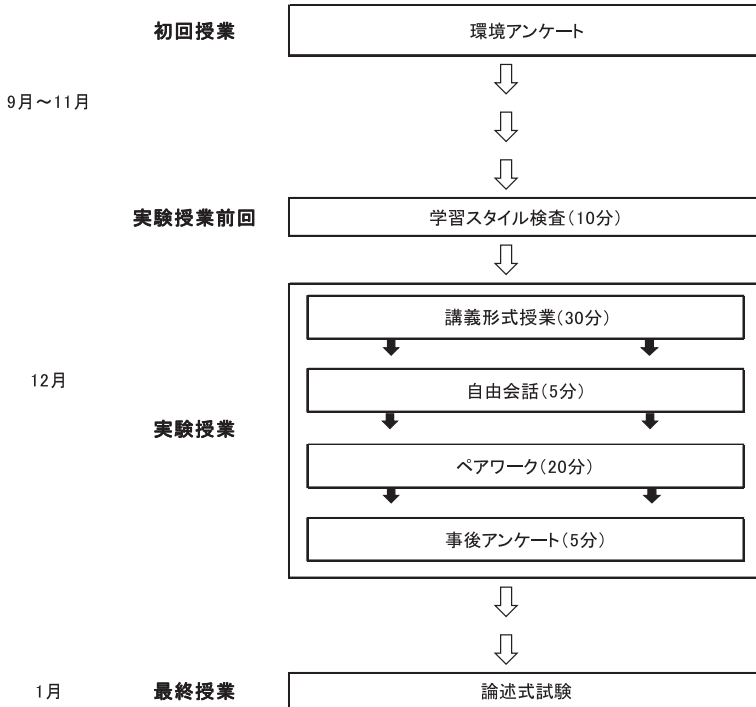 初回授業
環境アンケート
9月～11月
実験授業前回
学習スタイル検査(10分)
講義形式授業(30分)
12月
自由会話(5分)
実験授業
ペアワーク(20分)
事後アンケート(5分)
1月
最終授業
論述式試験